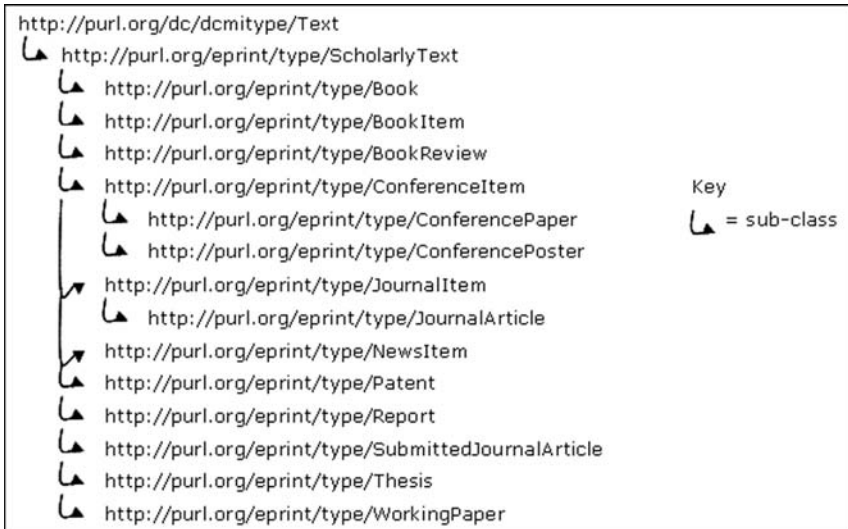 http://purl.org/dc/dcmitype/Text
http://purl.org/eprint/type/ScholarlyText
http://purl.org/eprint/type/Book
http://purl.org/eprint/type/BookItem
http://purl.org/eprint/type/BookReview
http://purl.org/eprint/type/ConferenceItem
Key
http://purl.org/eprint/type/ConferencePaper
= sub-class
http://purl.org/eprint/type/ConferencePoster
http://purl.org/eprint/type/JournalItem
http://purl.org/eprint/type/JournalArticle
http://purl.org/eprint/type/NewsItem
http://purl.org/eprint/type/Patent
http://purl.org/eprint/type/Report
http://purl.org/eprint/type/SubmittedJournalArticle
http://purl.org/eprint/type/Thesis
http://purl.org/eprint/type/WorkingPaper